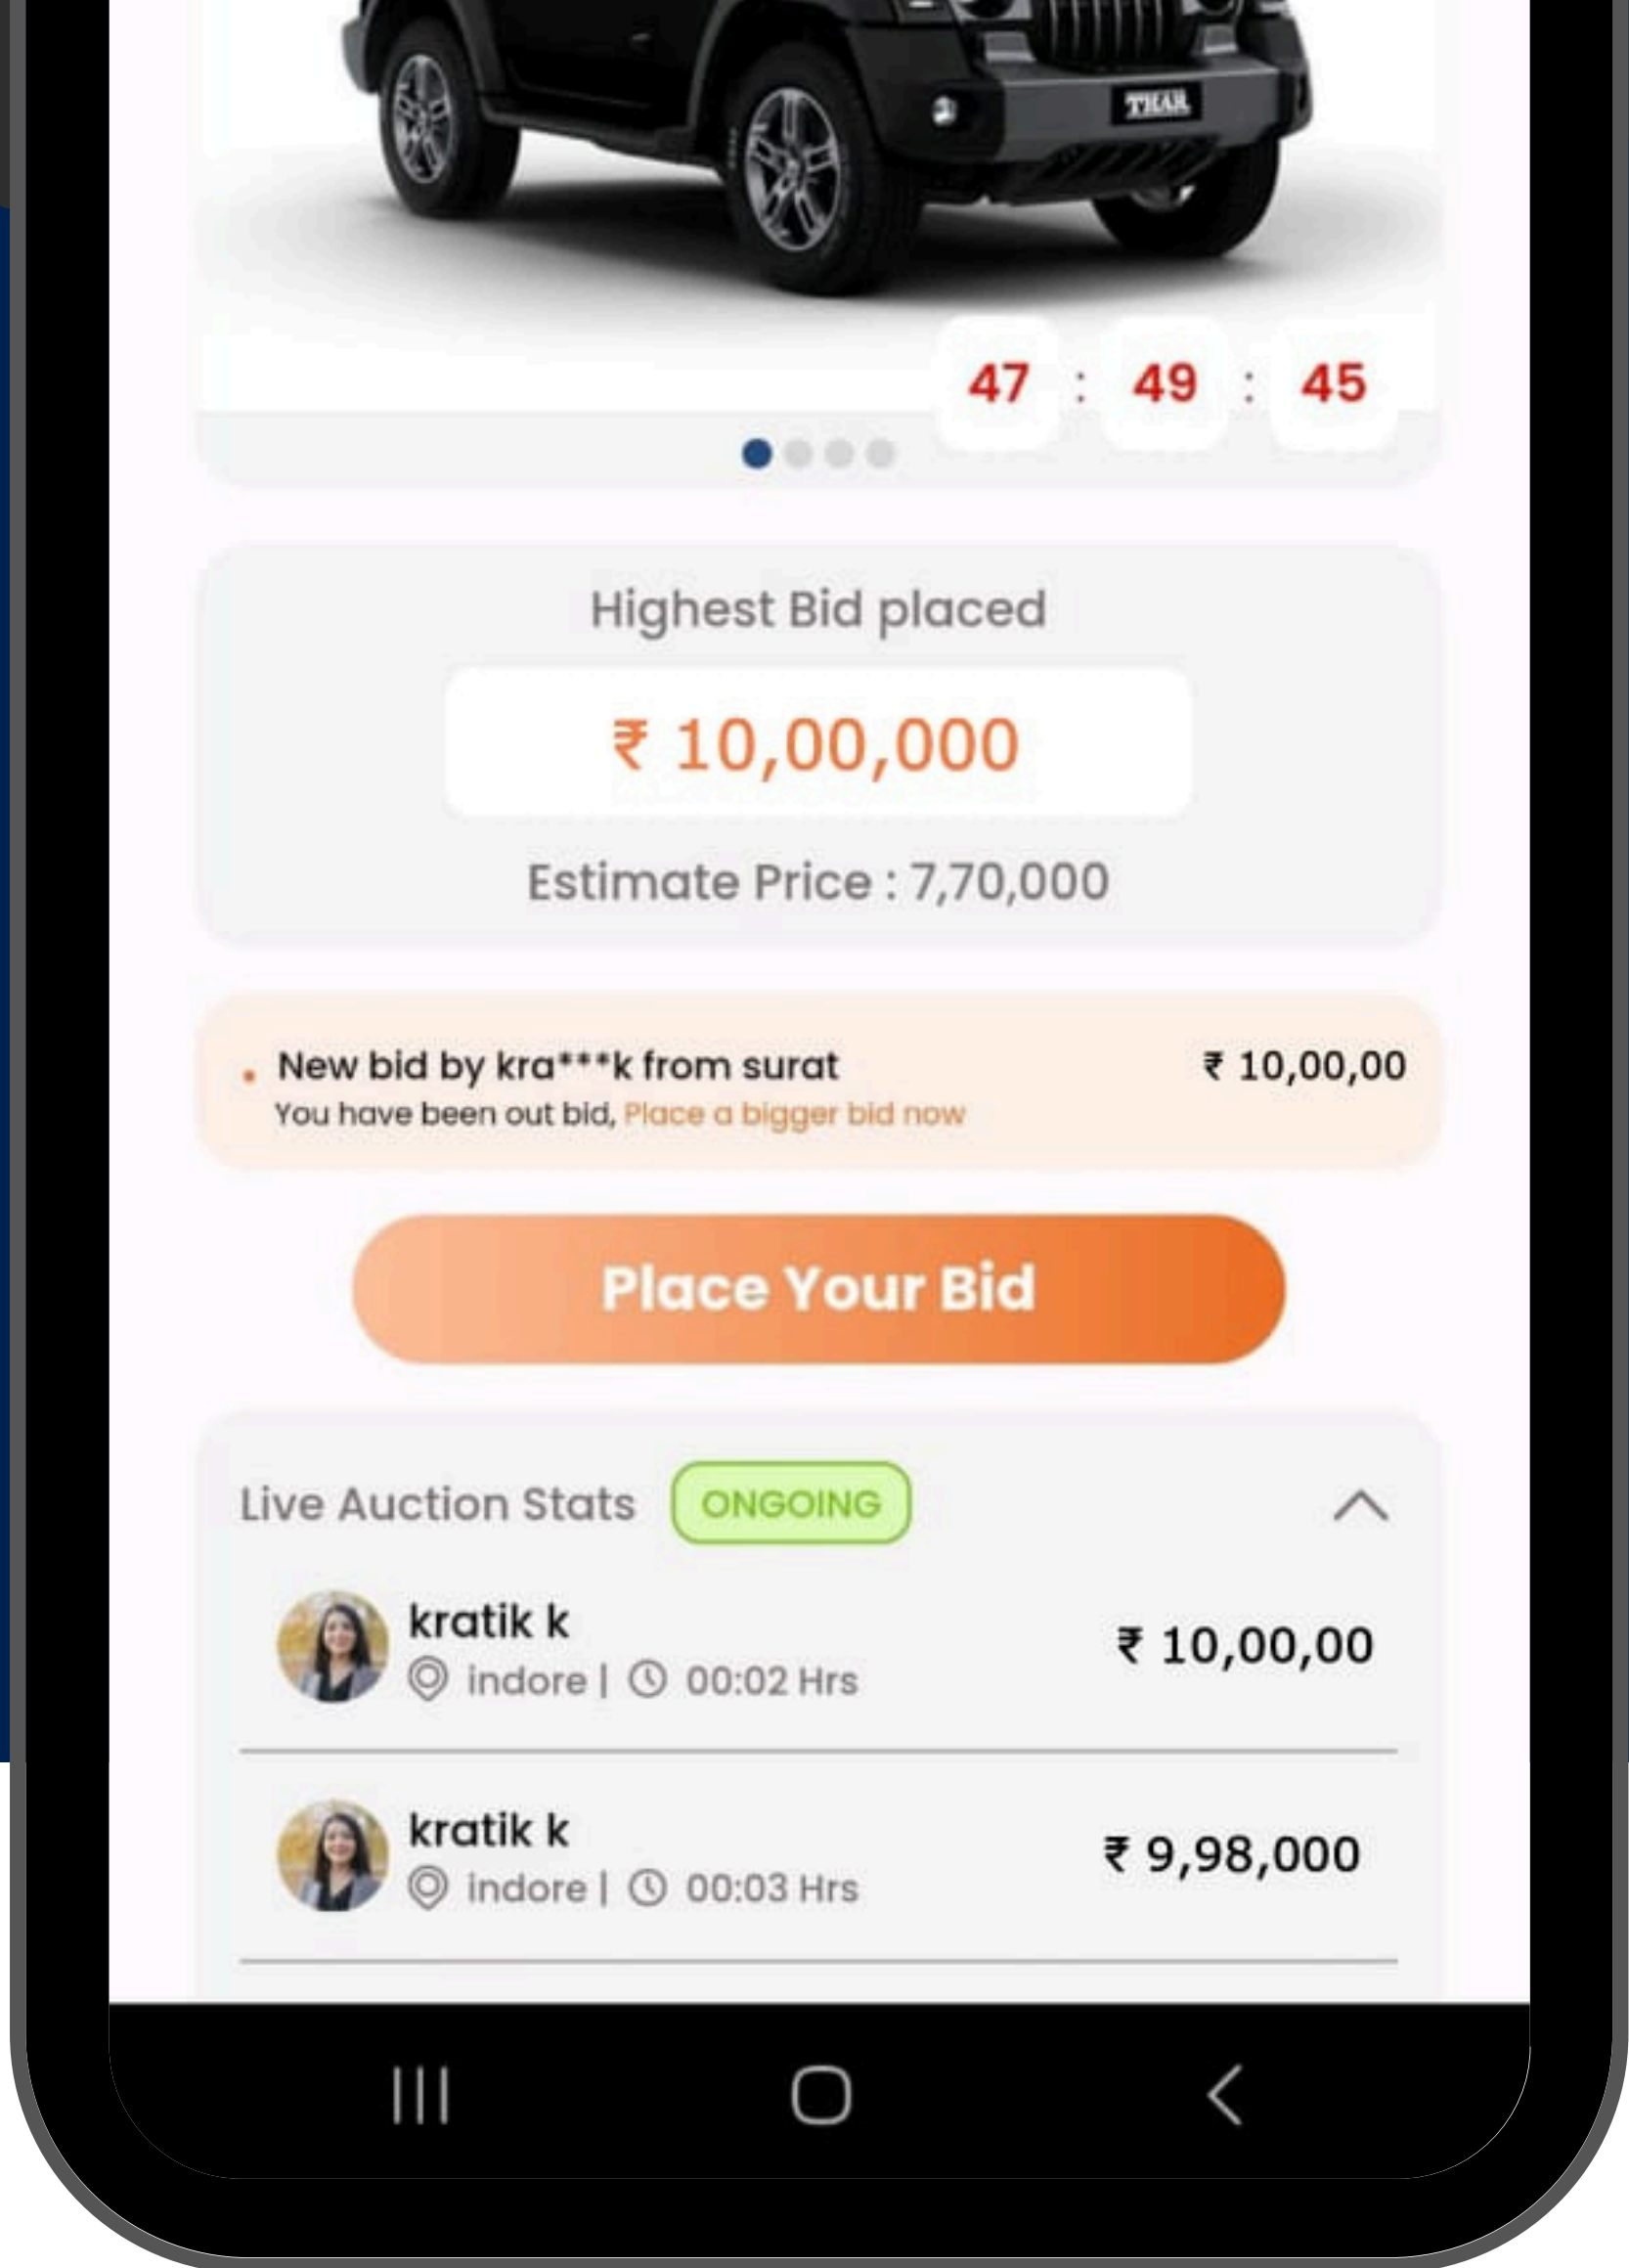 THAR
47 : 49 : 45
Highest Bid placed
₹ 10,00,000
Estimate Price : 7,70,000
New bid by kra***k from surat ₹ 10,00,00
You have been out bid, Place a bigger bid now
Place Your Bid
Live Auction Stats ONGOING
kratik k
indore | 00:02 Hrs
₹ 10,00,00
kratik k
indore | 00:03 Hrs
₹ 9,98,000